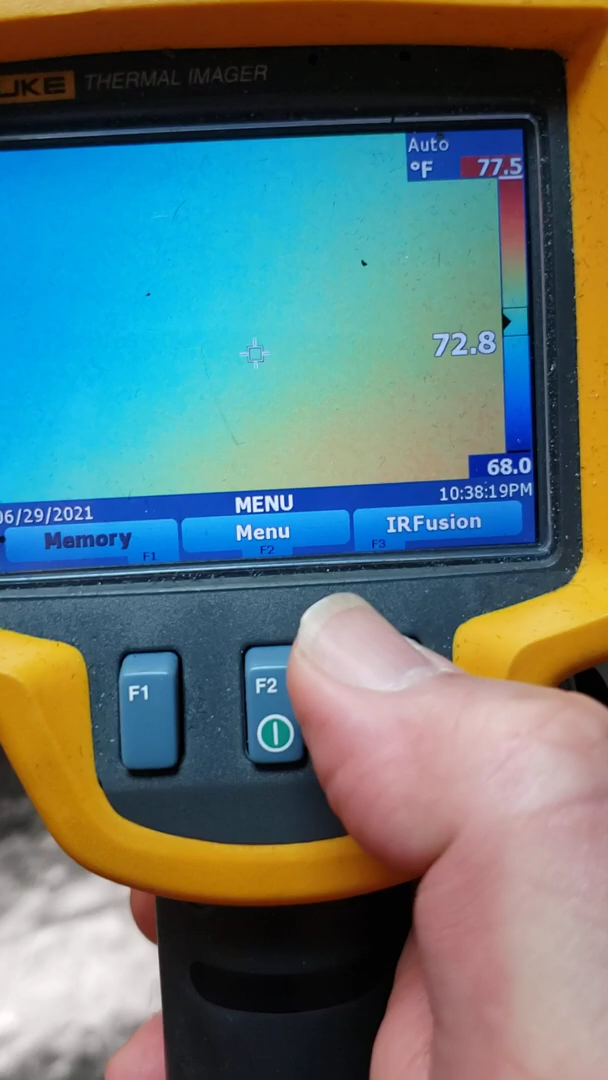 UKE THERMAL IMAGER
Auto
°F 77.5
72.8
68.0
06/29/2021 MENU 10:38:19PM
Memory Menu IRFusion
F1 F2 F3
F1 F2